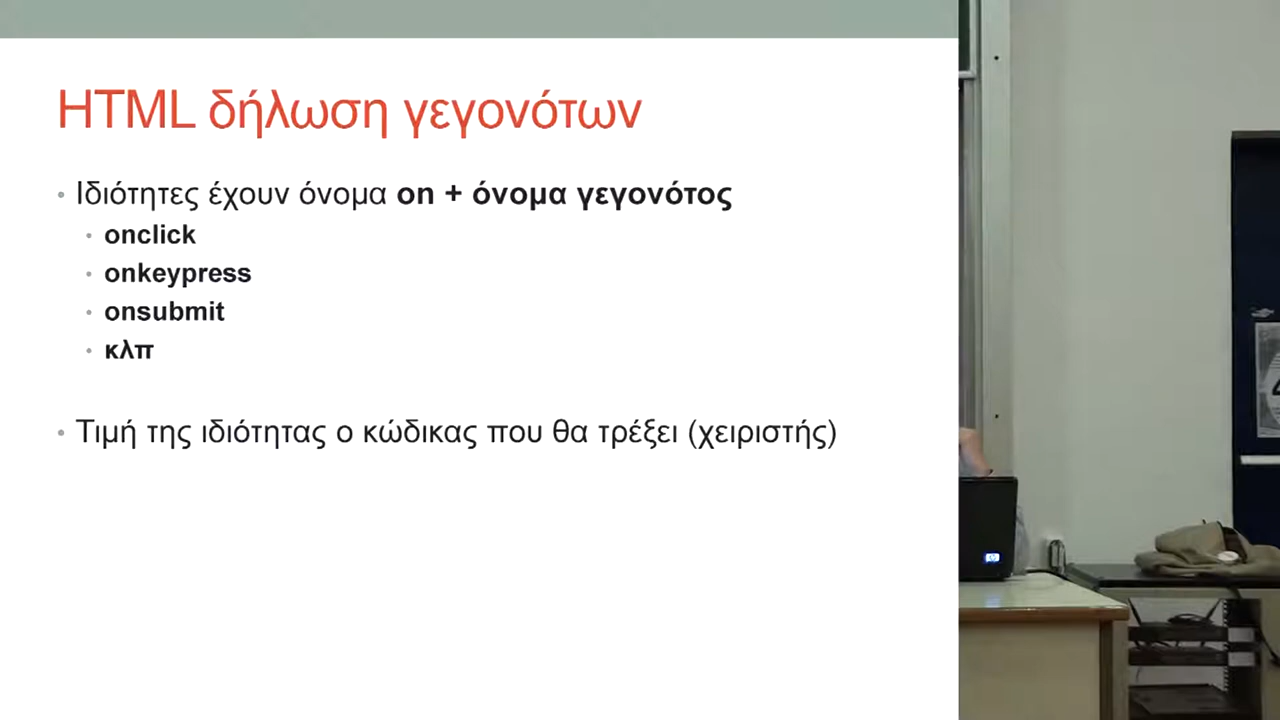 HTML δήλωση γεγονότων
Ιδιότητες έχουν όνομα on + όνομα γεγονότος
onclick
onkeypress
onsubmit
κλπ
Τιμή της ιδιότητας ο κώδικας που θα τρέξει (χειριστής)
hp